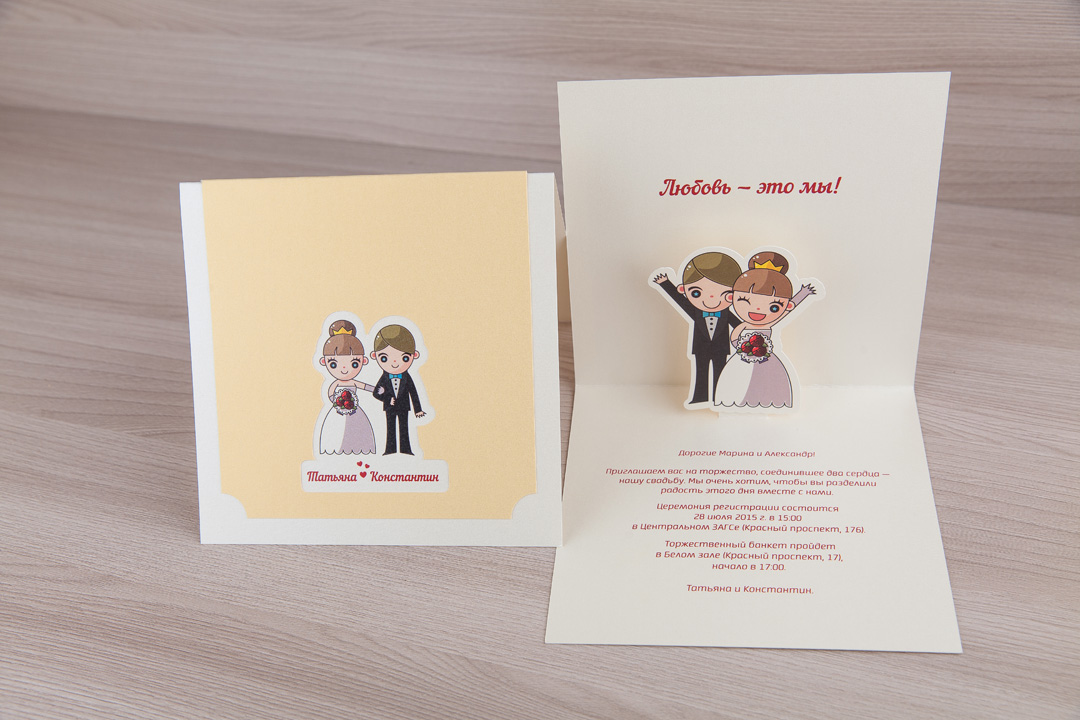 Татьяна Константин
Любовь – это мы!
Дорогие Марина и Александр!
Приглашаем вас на торжество, соединившее два сердца –
нашу свадьбу. Мы очень хотим, чтобы вы разделили
радость этого дня вместе с нами.
Церемония регистрации состоится
28 июля 2015 г. в 15:00
в Центральном ЗАГСе (Красный проспект, 176).
Торжественный банкет пройдет
в Белом зале (Красный проспект, 17),
начало в 17:00.
Татьяна и Константин.